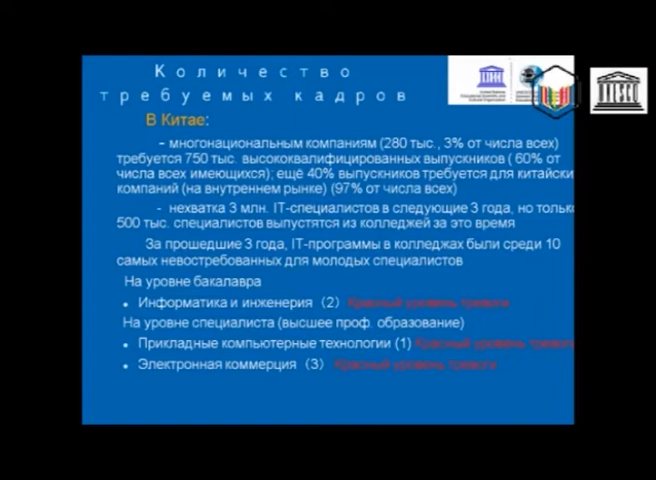 Количество
требуемых кадров
В Китае:
- многонациональным компаниям (280 тыс., 3% от числа всех)
требуется 750 тыс. высококвалифицированных выпускников ( 60% от
числа всех имеющихся); ещё 40% выпускников требуется для китайски
компаний (на внутреннем рынке) (97% от числа всех)
- нехватка 3 млн. IT-специалистов в следующие 3 года, но тольк
500 тыс. специалистов выпустятся из колледжей за это время
За прошедшие 3 года, IT-программы в колледжах были среди 10
самых невостребованных для молодых специалистов
На уровне бакалавра
• Информатика и инженерия (2) Красный уровень тревоги
На уровне специалиста (высшее проф. образование)
• Прикладные компьютерные технологии (1) Красный уровень тревог
• Электронная коммерция (3) Красный уровень тревоги